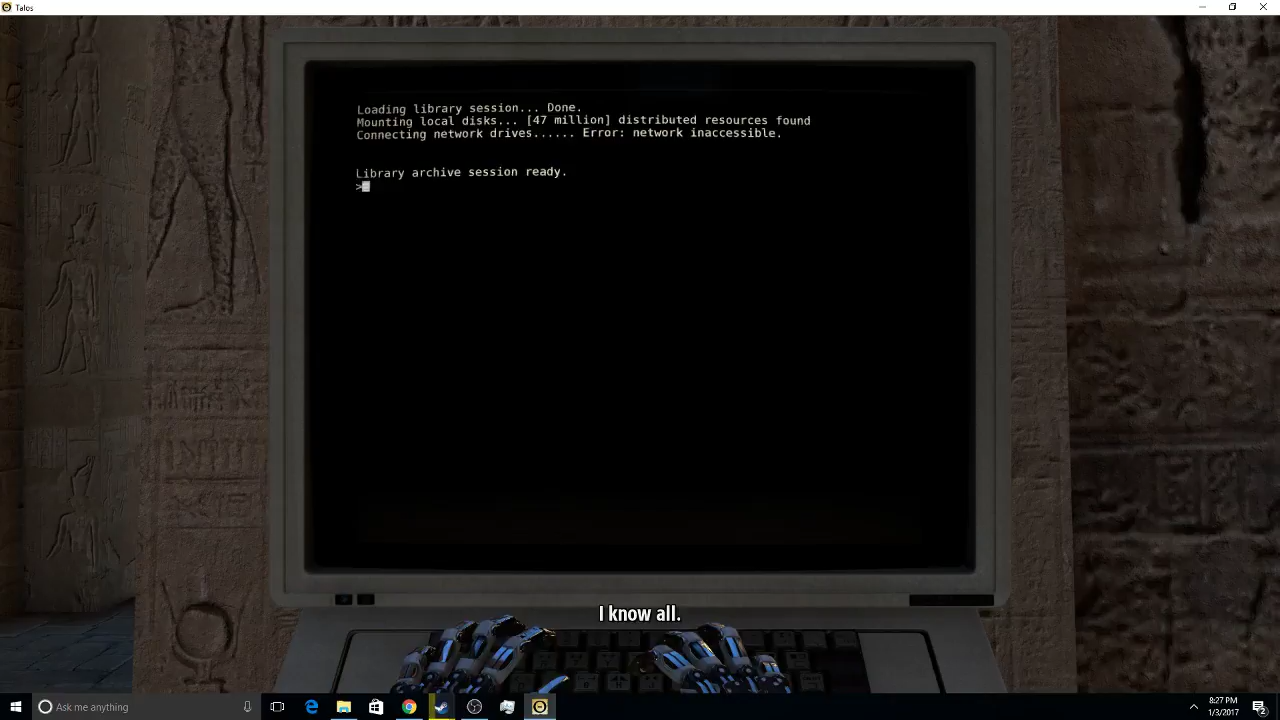 Talos
Loading library session... Done.
Mounting local disks... [47 million] distributed resources found
Connecting network drives...... Error: network inaccessible.
Library archive session ready.
>
I know all.
Ask me anything
8:27 PM
1/3/2017
2